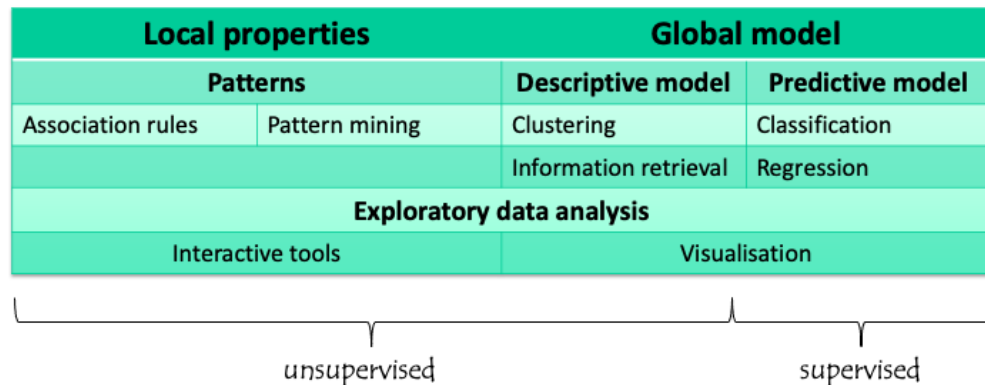 Local properties Global model
Patterns Descriptive model Predictive model
Association rules Pattern mining Clustering Classification
Information retrieval Regression
Exploratory data analysis
Interactive tools Visualisation
unsupervised supervised